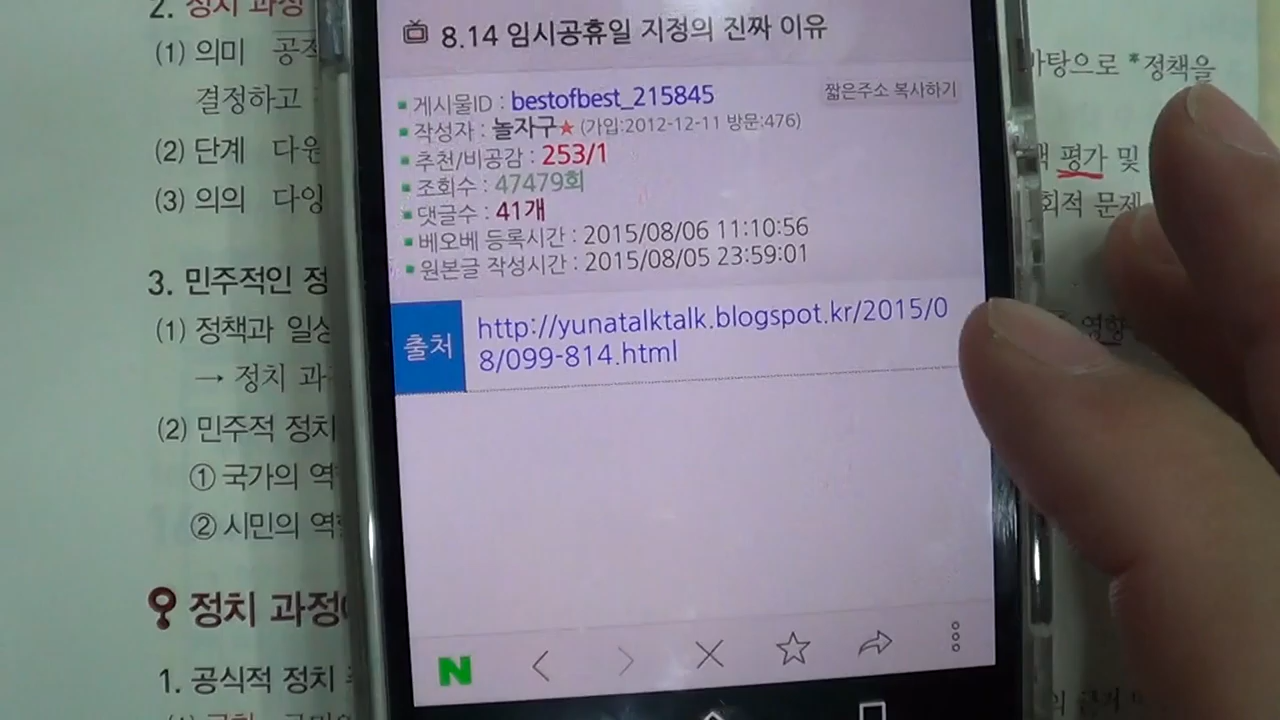 2. 정치 과정
(1) 의미 공적
결정하고
(2) 단계 다원
(3) 의의 다양
3. 민주적인 정
(1) 정책과 일상
→ 정치 과
(2) 민주적 정치
① 국가의 역
② 시민의 역할
정치 과정에
1. 공식적 정치
8.14 임시공휴일 지정의 진짜 이유
게시물ID : bestofbest_215845
짧은주소 복사하기
작성자 : 놀자구★ (가입:2012-12-11 방문:476)
추천/비공감 : 253/1
조회수 : 47479회
댓글수 : 41개
베오베 등록시간 : 2015/08/06 11:10:56
원본글 작성시간 : 2015/08/05 23:59:01
출처
http://yunatalktalk.blogspot.kr/2015/0
8/099-814.html
N
바탕으로 *정책을
평가 및
회적 문제
영향